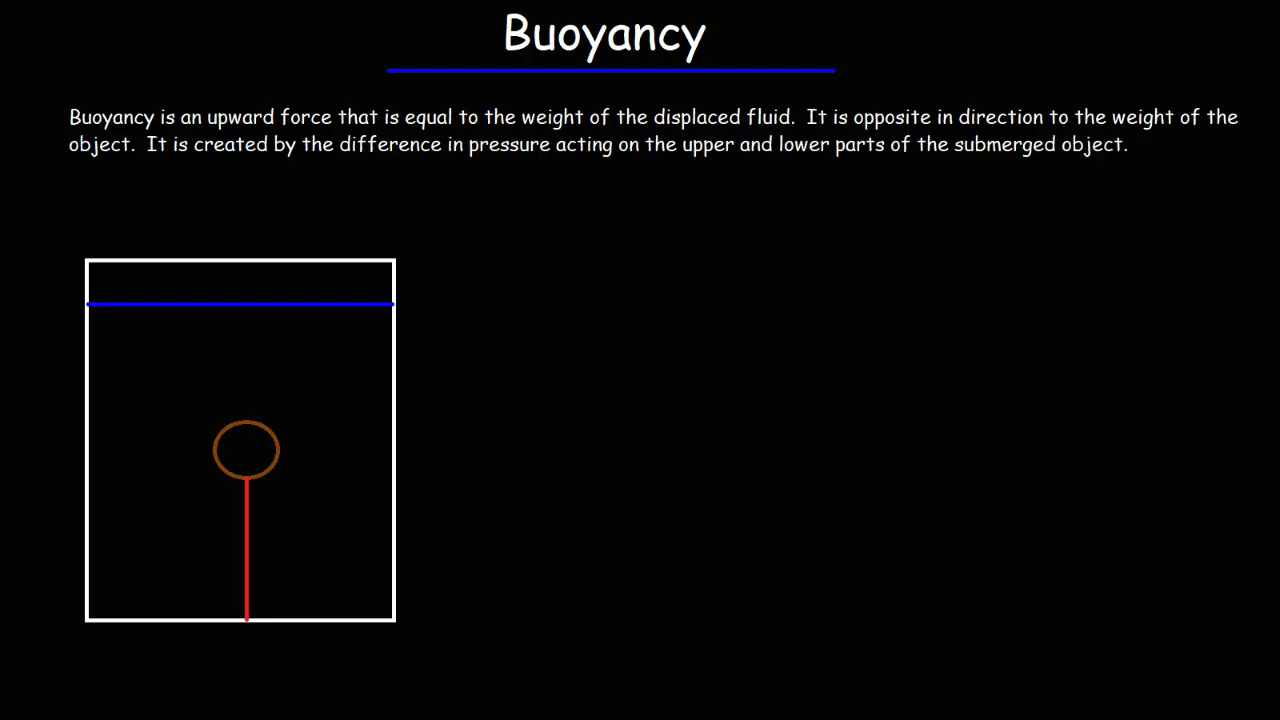 Buoyancy
Buoyancy is an upward force that is equal to the weight of the displaced fluid.  It is opposite in direction to the weight of the
object.  It is created by the difference in pressure acting on the upper and lower parts of the submerged object.